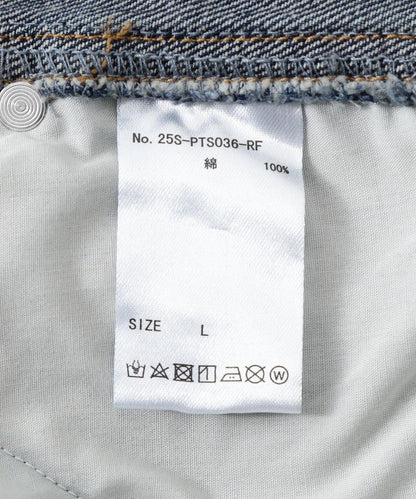 No. 25S-PTS036-RF
綿 100%
SIZE L
W